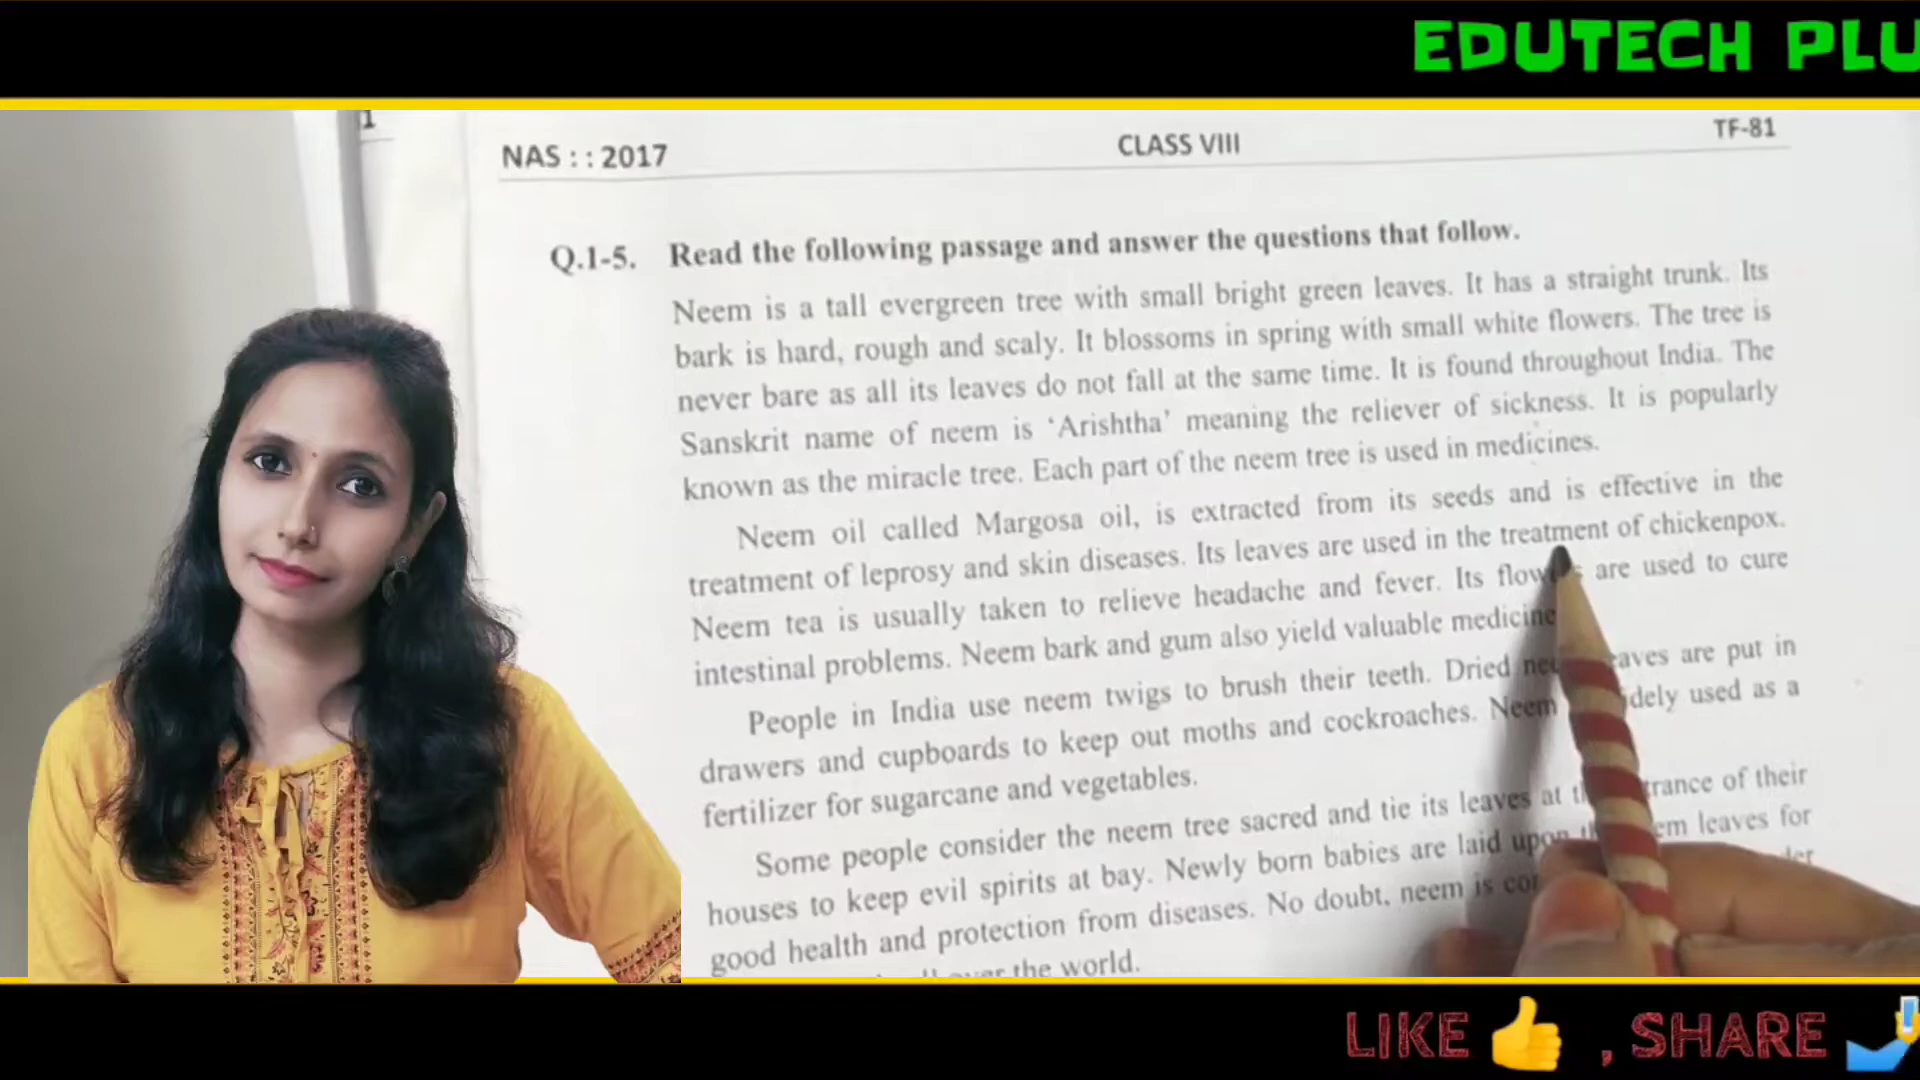 EDUTECH PLU
1
NAS : : 2017 CLASS VIII TF-81
Q.1-5. Read the following passage and answer the questions that follow.
Neem is a tall evergreen tree with small bright green leaves. It has a straight trunk. Its
bark is hard, rough and scaly. It blossoms in spring with small white flowers. The tree is
never bare as all its leaves do not fall at the same time. It is found throughout India. The
Sanskrit name of neem is ‘Arishtha’ meaning the reliever of sickness. It is popularly
known as the miracle tree. Each part of the neem tree is used in medicines.
Neem oil called Margosa oil, is extracted from its seeds and is effective in the
treatment of leprosy and skin diseases. Its leaves are used in the treatment of chickenpox.
Neem tea is usually taken to relieve headache and fever. Its are used to cure
intestinal problems. Neem bark and gum also yield valuable medicine
People in India use neem twigs to brush their teeth. Dried are put in
drawers and cupboards to keep out moths and cockroaches. Neem used as a
fertilizer for sugarcane and vegetables.
Some people consider the neem tree sacred and tie its leaves at of their
houses to keep evil spirits at bay. Newly born babies are laid upon leaves for
good health and protection from diseases. No doubt, neem is
over the world.
LIKE 👍 , SHARE